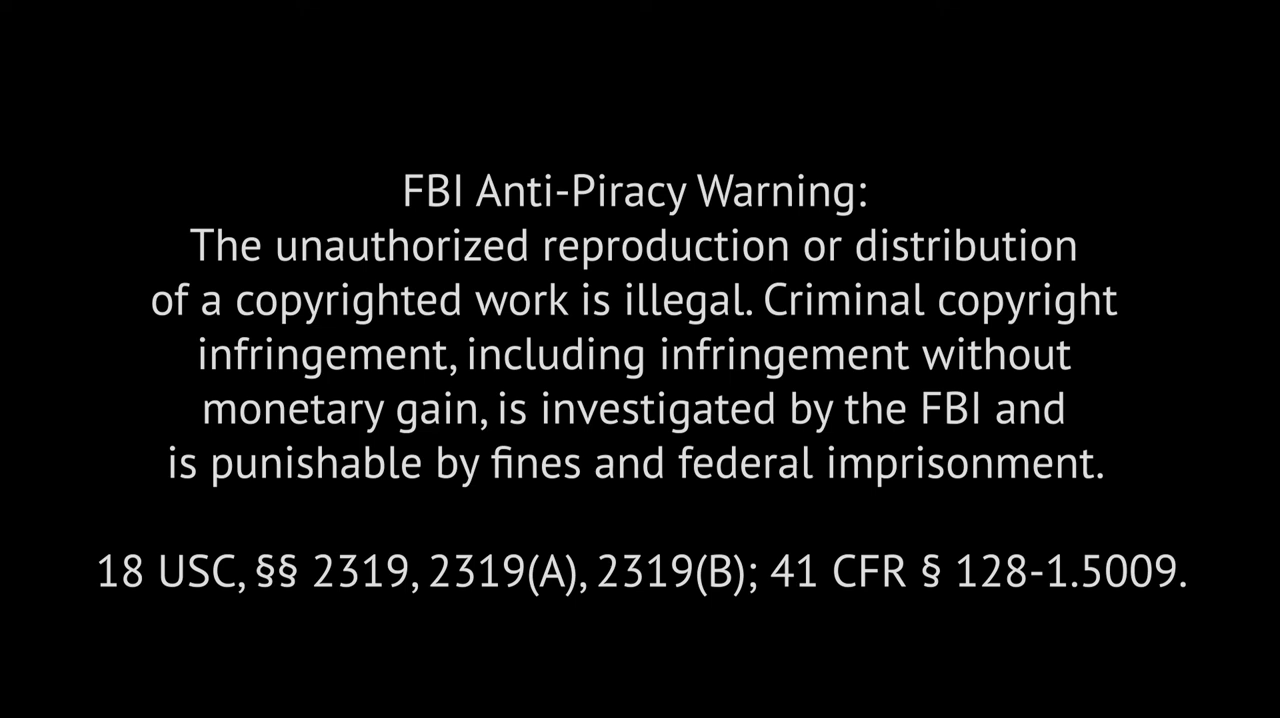 FBI Anti-Piracy Warning:
The unauthorized reproduction or distribution
of a copyrighted work is illegal. Criminal copyright
infringement, including infringement without
monetary gain, is investigated by the FBI and
is punishable by fines and federal imprisonment.
18 USC, §§ 2319, 2319(A), 2319(B); 41 CFR § 128-1.5009.